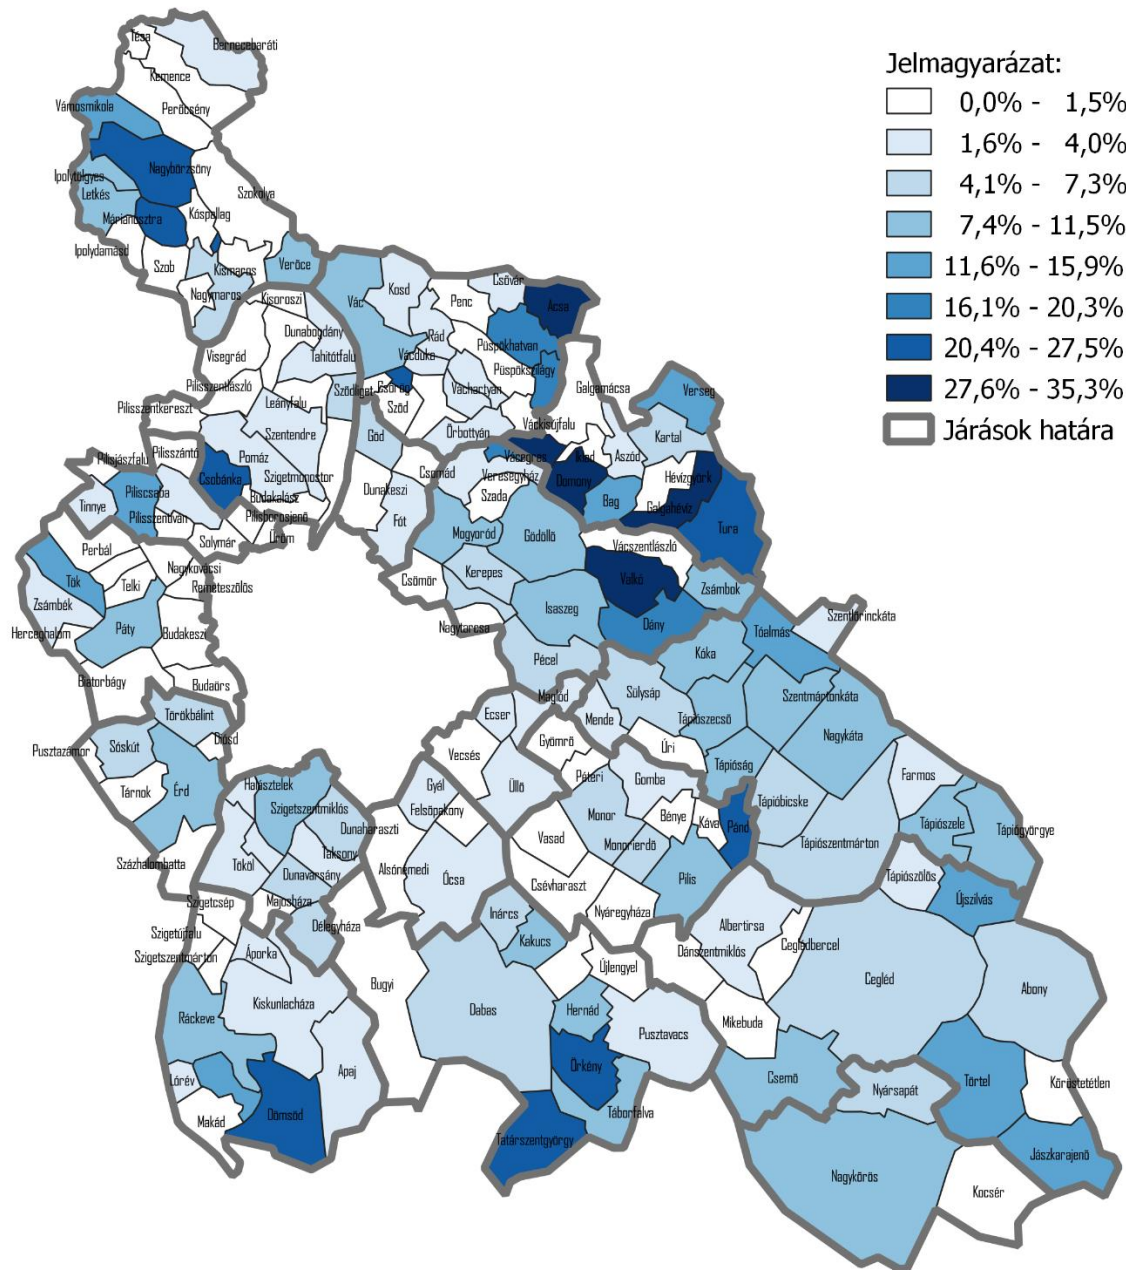 Jelmagyarázat:
0,0% - 1,5%
1,6% - 4,0%
4,1% - 7,3%
7,4% - 11,5%
11,6% - 15,9%
16,1% - 20,3%
20,4% - 27,5%
27,6% - 35,3%
Járások határa
Tésa
Bernecebaráti
Kemence
Perőcsény
Vámosmikola
Nagybörzsöny
Ipolytölgyes
Letkés
Szokolya
Kóspallag
Márianosztra
Ipolydamásd
Szob
Kismaros
Verőce
Nagymaros
Kisoroszi
Vác
Kosd
Penc
Csővár
Acsa
Dunabogdány
Rád
Püspökhatvan
Visegrád
Tahitótfalu
Vácduka
Püspökszilágy
Pilisszentlászló
Sződliget
Csörög
Sződ
Váchartyán
Galgamácsa
Verseg
Pilisszentkereszt
Leányfalu
Szentendre
Göd
Őrbottyán
Váckisújfalu
Kartal
Pilisjászfalu
Pilisszántó
Pomáz
Csomád
Vácegres
Iklad
Aszód
Csobánka
Szigetmonostor
Veresegyház
Domony
Hévízgyörk
Tinnye
Piliscsaba
Budakalász
Dunakeszi
Szada
Bag
Galgahévíz
Pilisszentiván
Pilisborosjenő
Fót
Tura
Solymár
Üröm
Mogyoród
Gödöllő
Perbál
Vácszentlászló
Nagykovácsi
Csömör
Kerepes
Valkó
Tök
Telki
Remeteszőlős
Zsámbok
Zsámbék
Isaszeg
Szentlőrinckáta
Herceghalom
Páty
Budakeszi
Nagytarcsa
Dány
Tóalmás
Biatorbágy
Pécel
Kóka
Budaörs
Maglód
Sülysáp
Szentmártonkáta
Törökbálint
Ecser
Mende
Tápiószecső
Pusztazámor
Sóskút
Diósd
Vecsés
Gyömrő
Úri
Nagykáta
Tápióság
Tárnok
Érd
Halásztelek
Gyál
Üllő
Péteri
Gomba
Farmos
Szigetszentmiklós
Felsőpakony
Tápióbicske
Monor
Bénye
Káva
Pánd
Tápiószele
Tápiógyörgye
Dunaharaszti
Vasad
Monorierdő
Tápiószentmárton
Százhalombatta
Tököl
Taksony
Alsónémedi
Ócsa
Dunavarsány
Csévharaszt
Pilis
Tápiószőlős
Szigetcsép
Majosháza
Nyáregyháza
Újszilvás
Szigetújfalu
Délegyháza
Inárcs
Albertirsa
Szigetszentmárton
Áporka
Kakucs
Dánszentmiklós
Ceglédbercel
Bugyi
Újlengyel
Cegléd
Abony
Kiskunlacháza
Dabas
Hernád
Ráckeve
Pusztavacs
Mikebuda
Lórév
Apaj
Örkény
Csemő
Nyársapát
Törtel
Kőröstetétlen
Makád
Dömsöd
Táborfalva
Tatárszentgyörgy
Jászkarajenő
Nagykőrös
Kocsér